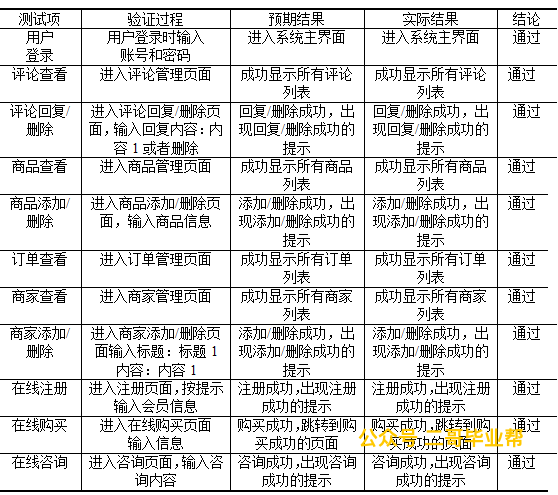 测试项 验证过程 预期结果 实际结果 结论
用户 用户登录时输入 进入系统主界面 进入系统主界面 通过
登录 账号和密码
评论查看 进入评论管理页面 成功显示所有评论 成功显示所有评论 通过
列表 列表
评论回复/ 进入评论回复/删除页 回复/删除成功，出 回复/删除成功，出 通过
删除 面，输入回复内容：内 现回复/删除成功的 现回复/删除成功的
容 1 或者删除 提示 提示
商品查看 进入商品管理页面 成功显示所有商品 成功显示所有商品 通过
列表 列表
商品添加/ 进入商品添加/删除页 添加/删除成功，出 添加/删除成功，出 通过
删除 面，输入商品信息 现添加/删除成功的 现添加/删除成功的
提示 提示
订单查看 进入订单管理页面 成功显示所有订单 成功显示所有订单 通过
列表 列表
商家查看 进入商家管理页面 成功显示所有商家 成功显示所有商家 通过
列表 列表
商家添加/ 进入商家添加/删除页 添加/删除成功，出 添加/删除成功，出 通过
删除 面输入标题：标题 1 现添加/删除成功的 现添加/删除成功的
内容：内容 1 提示 提示
在线注册 进入注册页面，按提示 注册成功，出现注册 注册成功，出现注册 通过
输入会员信息 成功的提示 成功的提示
在线购买 进入在线购买页面 购买成功，跳转到购 购买成功，跳转到购 通过
输入信息 买成功的页面 买成功的页面
公众号：二哥毕业帮
在线咨询 进入咨询页面，输入咨 咨询成功，出现咨询 咨询成功，出现咨询 通过
询内容 成功的提示 成功的提示